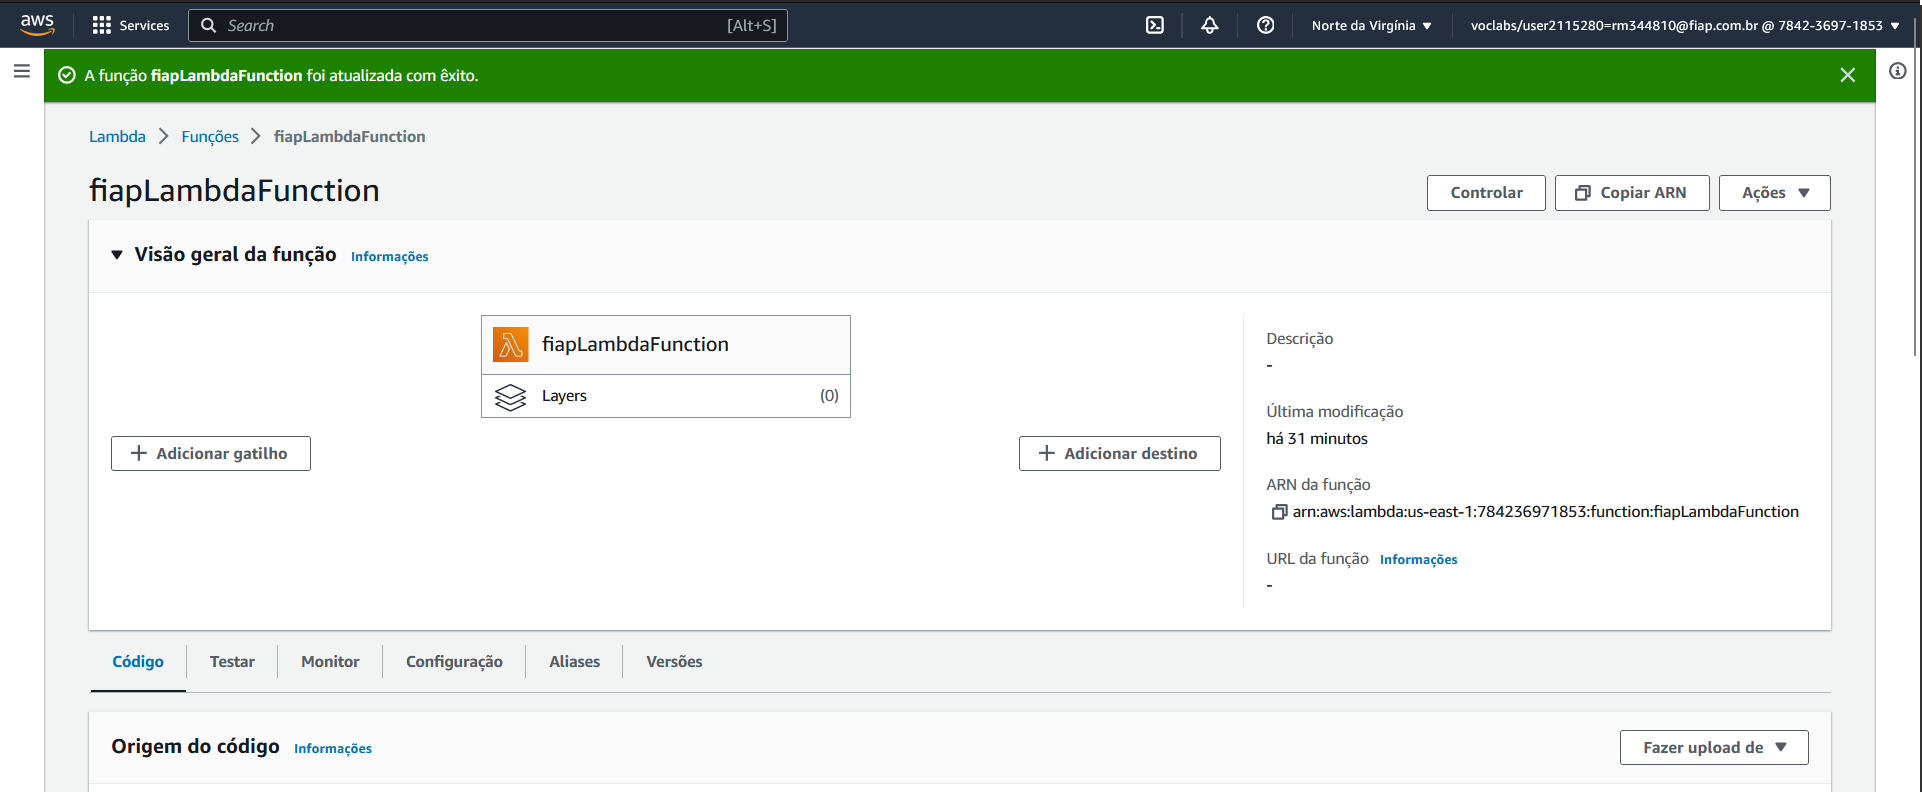 aws Services Search [Alt+S] Norte da Virgínia voclabs/user2115280=rm344810@fiap.com.br @ 7842-3697-1853
A função fiapLambdaFunction foi atualizada com êxito.
Lambda Funções fiapLambdaFunction
fiapLambdaFunction
Controlar Copiar ARN Ações
Visão geral da função Informações
fiapLambdaFunction
Layers (0)
Adicionar gatilho
Adicionar destino
Descrição
-
Última modificação
há 31 minutos
ARN da função
arn:aws:lambda:us-east-1:784236971853:function:fiapLambdaFunction
URL da função Informações
-
Código Testar Monitor Configuração Aliases Versões
Origem do código Informações Fazer upload de